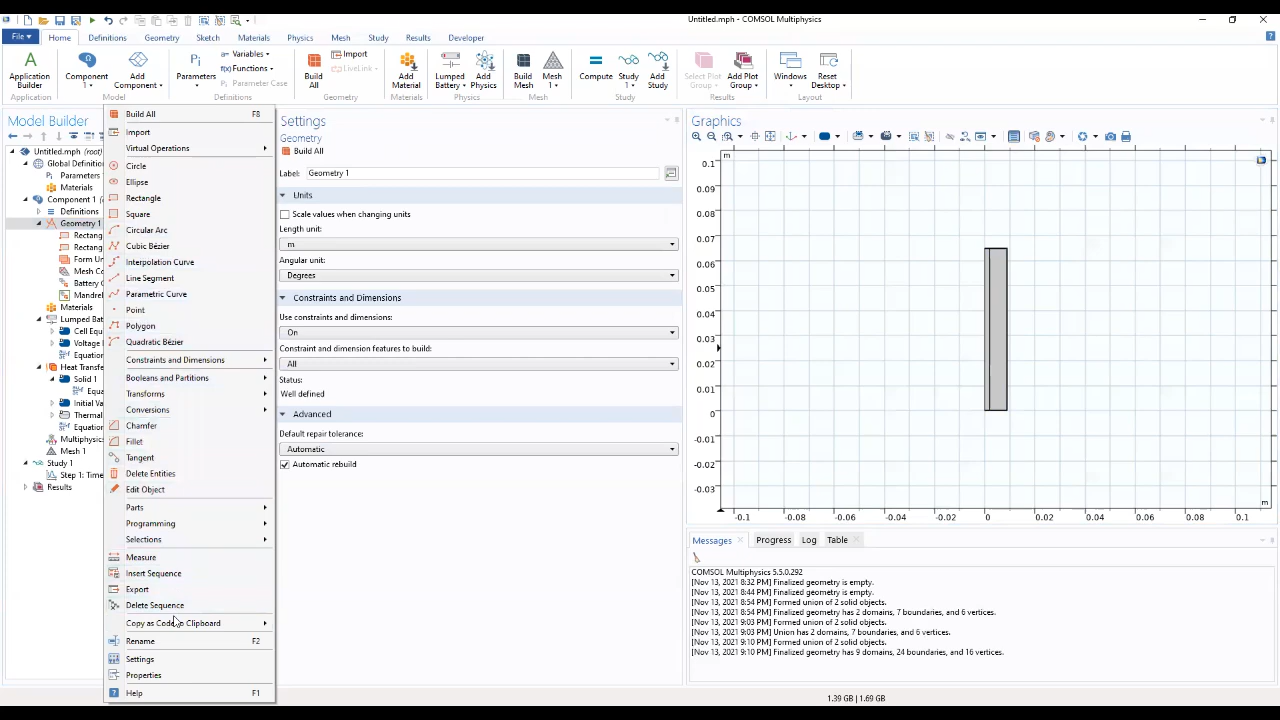 Untitled.mph - COMSOL Multiphysics
File Home Definitions Geometry Sketch Materials Physics Mesh Study Results Developer
Application Builder
Application
Component 1
Add Component
Model
Parameters
Variables
Functions
Parameter Case
Definitions
Build All
Import
LiveLink
Geometry
Add Material
Materials
Lumped Battery
Add Physics
Physics
Build Mesh
Mesh 1
Mesh
Compute
Study 1
Add Study
Study
Select Plot Group
Add Plot Group
Results
Windows
Reset Desktop
Layout
Model Builder
Untitled.mph (root)
Global Definition
Parameters
Materials
Component 1 (
Definitions
Geometry 1
Rectang
Rectang
Form Un
Mesh Co
Battery C
Mandrel
Materials
Lumped Bat
Cell Equ
Voltage
Equation
Heat Transfe
Solid 1
Equa
Initial Va
Thermal
Equation
Multiphysic
Mesh 1
Study 1
Step 1: Time
Results
Build All F8
Import
Virtual Operations
Circle
Ellipse
Rectangle
Square
Circular Arc
Cubic Bézier
Interpolation Curve
Line Segment
Parametric Curve
Point
Polygon
Quadratic Bézier
Constraints and Dimensions
Booleans and Partitions
Transforms
Conversions
Chamfer
Fillet
Tangent
Delete Entities
Edit Object
Parts
Programming
Selections
Measure
Insert Sequence
Export
Delete Sequence
Copy as Code to Clipboard
Rename F2
Settings
Properties
Help F1
Settings
Geometry
Build All
Label: Geometry 1
Units
Scale values when changing units
Length unit:
m
Angular unit:
Degrees
Constraints and Dimensions
Use constraints and dimensions:
On
Constraint and dimension features to build:
All
Status:
Well defined
Advanced
Default repair tolerance:
Automatic
Automatic rebuild
Graphics
m
0.1
0.09
0.08
0.07
0.06
0.05
0.04
0.03
0.02
0.01
0
-0.01
-0.02
-0.03
m
-0.1 -0.08 -0.06 -0.04 -0.02 0 0.02 0.04 0.06 0.08 0.1
Messages Progress Log Table
COMSOL Multiphysics 5.5.0.292
[Nov 13, 2021 8:32 PM] Finalized geometry is empty.
[Nov 13, 2021 8:44 PM] Finalized geometry is empty.
[Nov 13, 2021 8:54 PM] Formed union of 2 solid objects.
[Nov 13, 2021 8:54 PM] Finalized geometry has 2 domains, 7 boundaries, and 6 vertices.
[Nov 13, 2021 9:03 PM] Formed union of 2 solid objects.
[Nov 13, 2021 9:03 PM] Union has 2 domains, 7 boundaries, and 6 vertices.
[Nov 13, 2021 9:10 PM] Formed union of 2 solid objects.
[Nov 13, 2021 9:10 PM] Finalized geometry has 9 domains, 24 boundaries, and 16 vertices.
1.39 GB | 1.69 GB